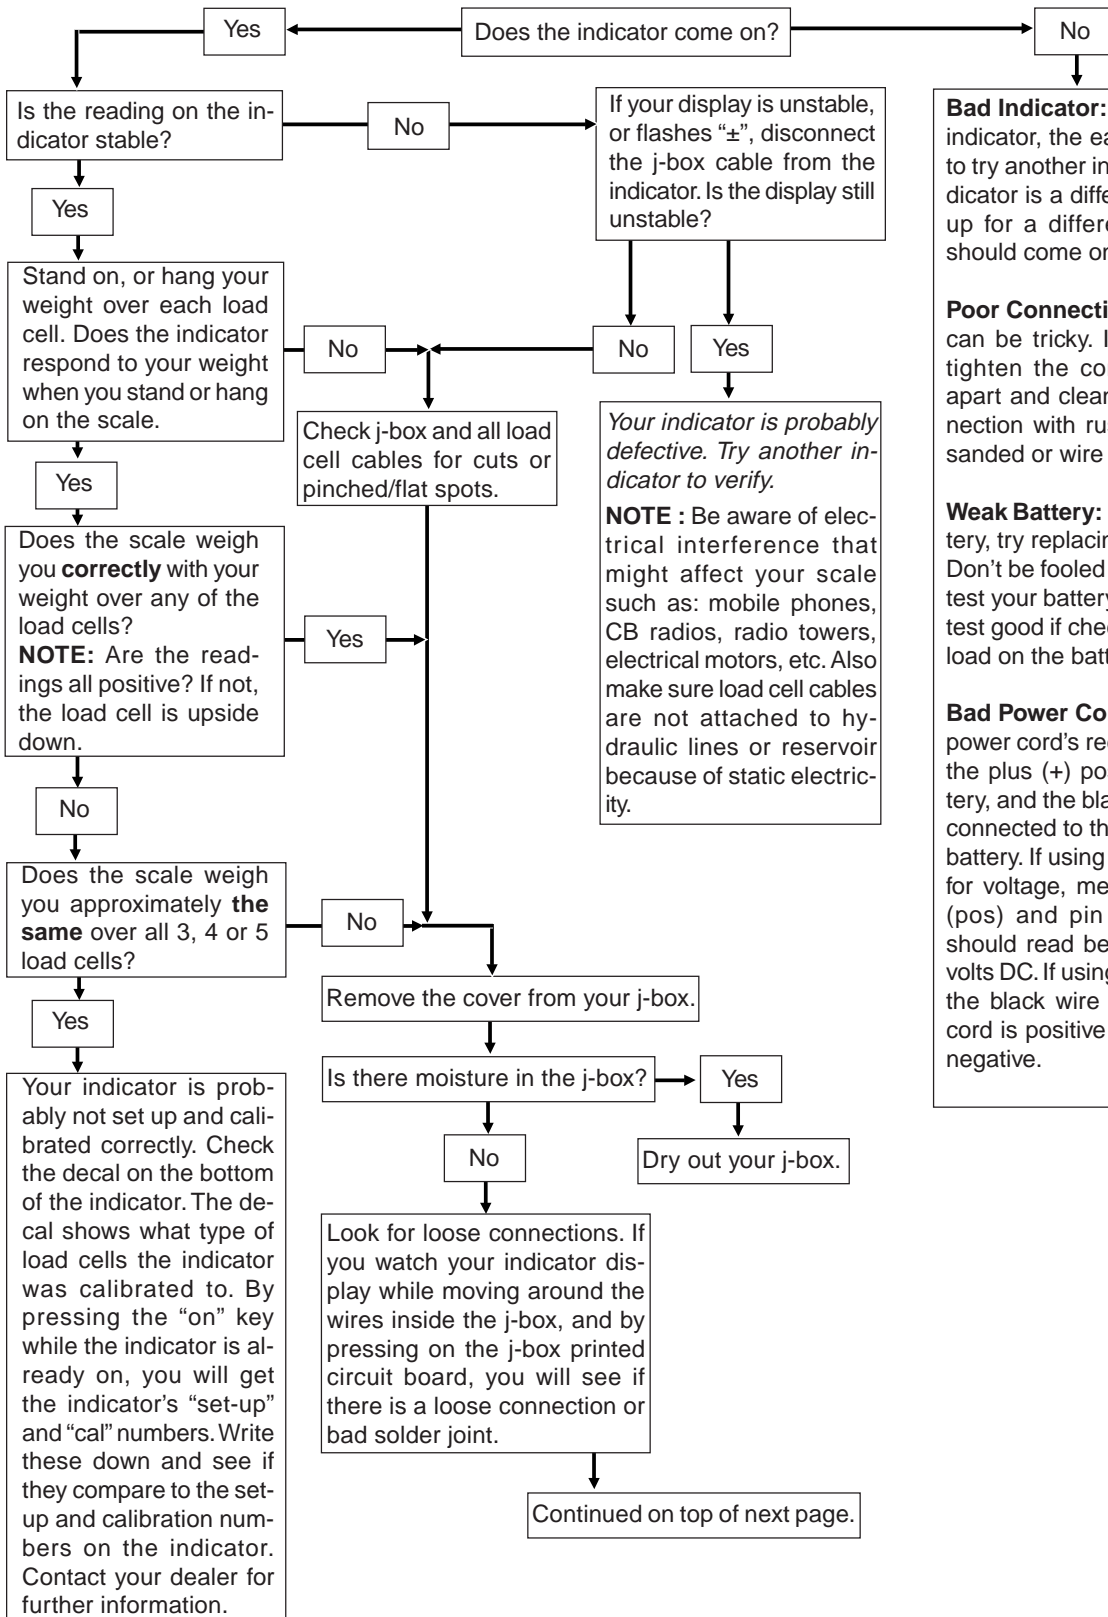 Yes
Does the indicator come on?
No
Is the reading on the in-
dicator stable?
No
If your display is unstable,
or flashes “±”, disconnect
the j-box cable from the
indicator. Is the display still
unstable?
Yes
Stand on, or hang your
weight over each load
cell. Does the indicator
respond to your weight
when you stand or hang
on the scale.
No
No
Yes
Check j-box and all load
cell cables for cuts or
pinched/flat spots.
Your indicator is probably
defective. Try another in-
dicator to verify.
NOTE : Be aware of elec-
trical interference that
might affect your scale
such as: mobile phones,
CB radios, radio towers,
electrical motors, etc. Also
make sure load cell cables
are not attached to hy-
draulic lines or reservoir
because of static electric-
ity.
Yes
Does the scale weigh
you correctly with your
weight over any of the
load cells?
NOTE: Are the read-
ings all positive? If not,
the load cell is upside
down.
Yes
No
Does the scale weigh
you approximately the
same over all 3, 4 or 5
load cells?
No
Yes
Your indicator is prob-
ably not set up and cali-
brated correctly. Check
the decal on the bottom
of the indicator. The de-
cal shows what type of
load cells the indicator
was calibrated to. By
pressing the “on” key
while the indicator is al-
ready on, you will get
the indicator’s “set-up”
and “cal” numbers. Write
these down and see if
they compare to the set-
up and calibration num-
bers on the indicator.
Contact your dealer for
further information.
Remove the cover from your j-box.
Is there moisture in the j-box?
Yes
No
Dry out your j-box.
Look for loose connections. If
you watch your indicator dis-
play while moving around the
wires inside the j-box, and by
pressing on the j-box printed
circuit board, you will see if
there is a loose connection or
bad solder joint.
Continued on top of next page.
Bad Indicator:
indicator, the
to try another
dicator is a
up for a
should come
Poor
can be tricky.
tighten the
apart and
nection with
sanded or wire
Weak Battery:
tery, try
Don’t be fooled
test your
test good if
load on the
Bad Power
power cord’s
the plus (+)
tery, and the
connected to
battery. If using
for voltage,
(pos) and pin
should read
volts DC. If
the black wire
cord is positive
negative.